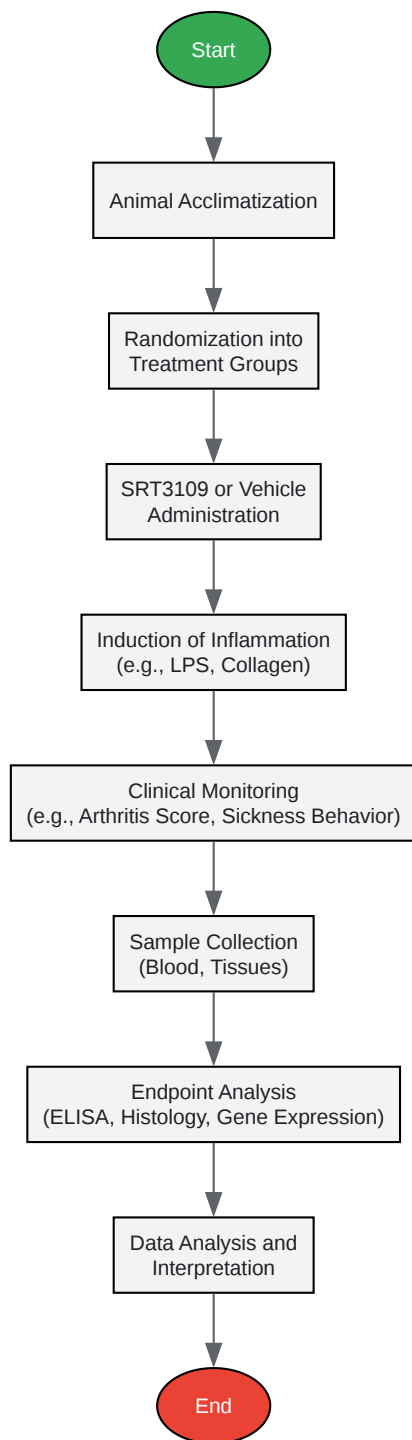 Start
Animal Acclimatization
Randomization into
Treatment Groups
SRT3109 or Vehicle
Administration
Induction of Inflammation
(e.g., LPS, Collagen)
Clinical Monitoring
(e.g., Arthritis Score, Sickness Behavior)
Sample Collection
(Blood, Tissues)
Endpoint Analysis
(ELISA, Histology, Gene Expression)
Data Analysis and
Interpretation
End